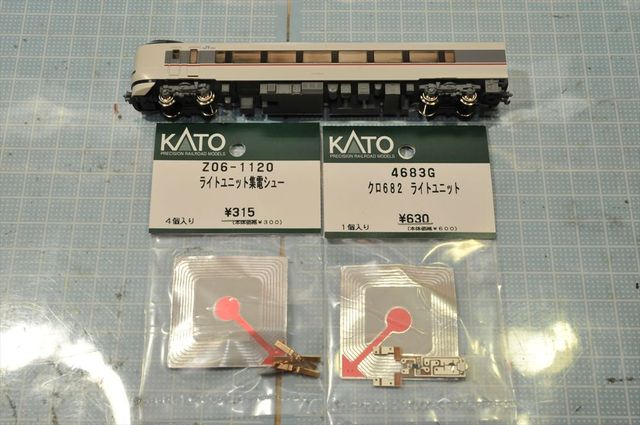 KATO
PRECISION RAILROAD MODELS
Z06-1120
ライトユニット集電シュー
¥315
4個入り
(本体価格¥300)
KATO
PRECISION RAILROAD MODELS
4683G
クロ682 ライトユニット
¥630
1個入り
(本体価格¥600)